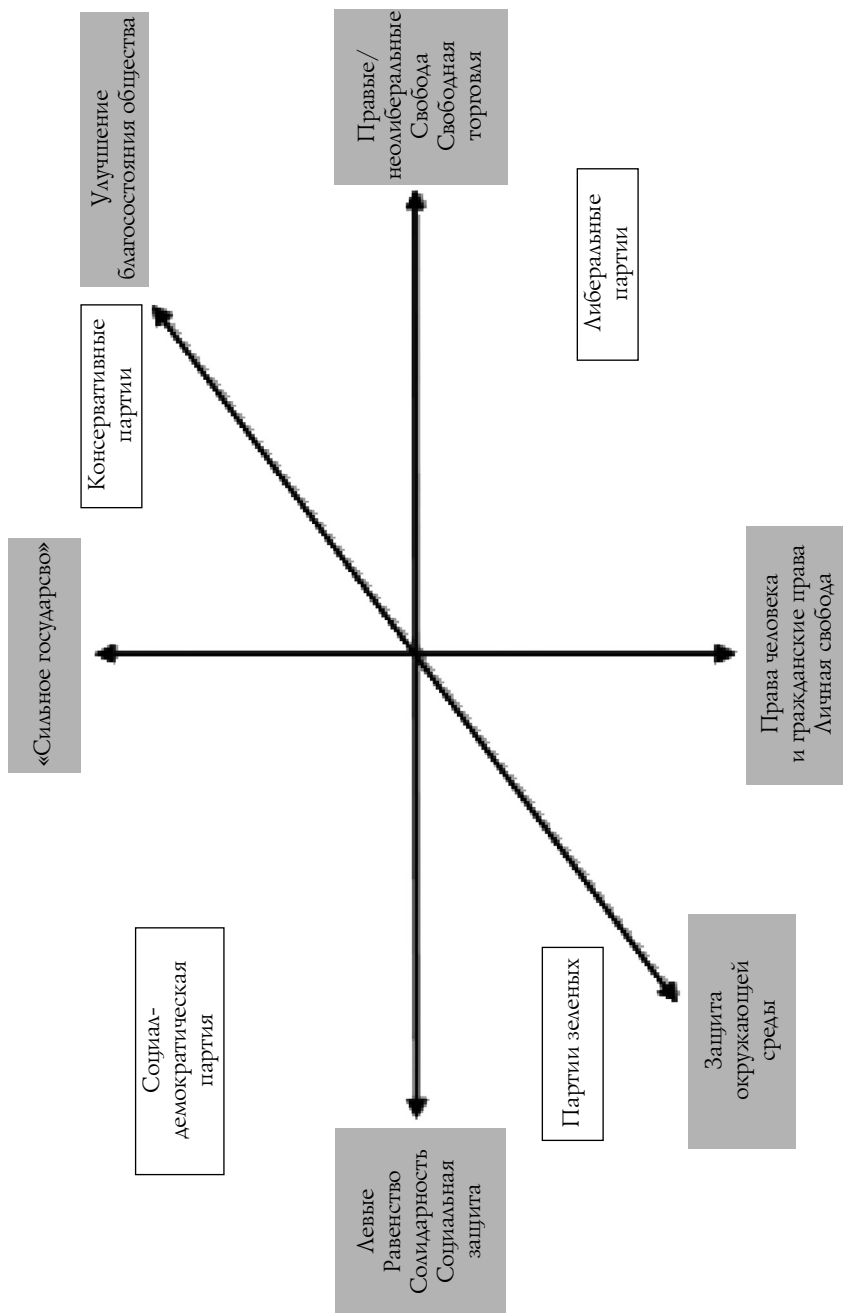 «Сильное государсво»
Консервативные
партии
Улучшение
благосостояния общества
Социал-
демократическая
партия
Левые
Равенство
Солидарность
Социальная
защита
Правые/
неолиберальные
Свобода
Свободная
торговля
Партии зеленых
Либеральные
партии
Защита
окружающей
среды
Права человека
и гражданские права
Личная свобода